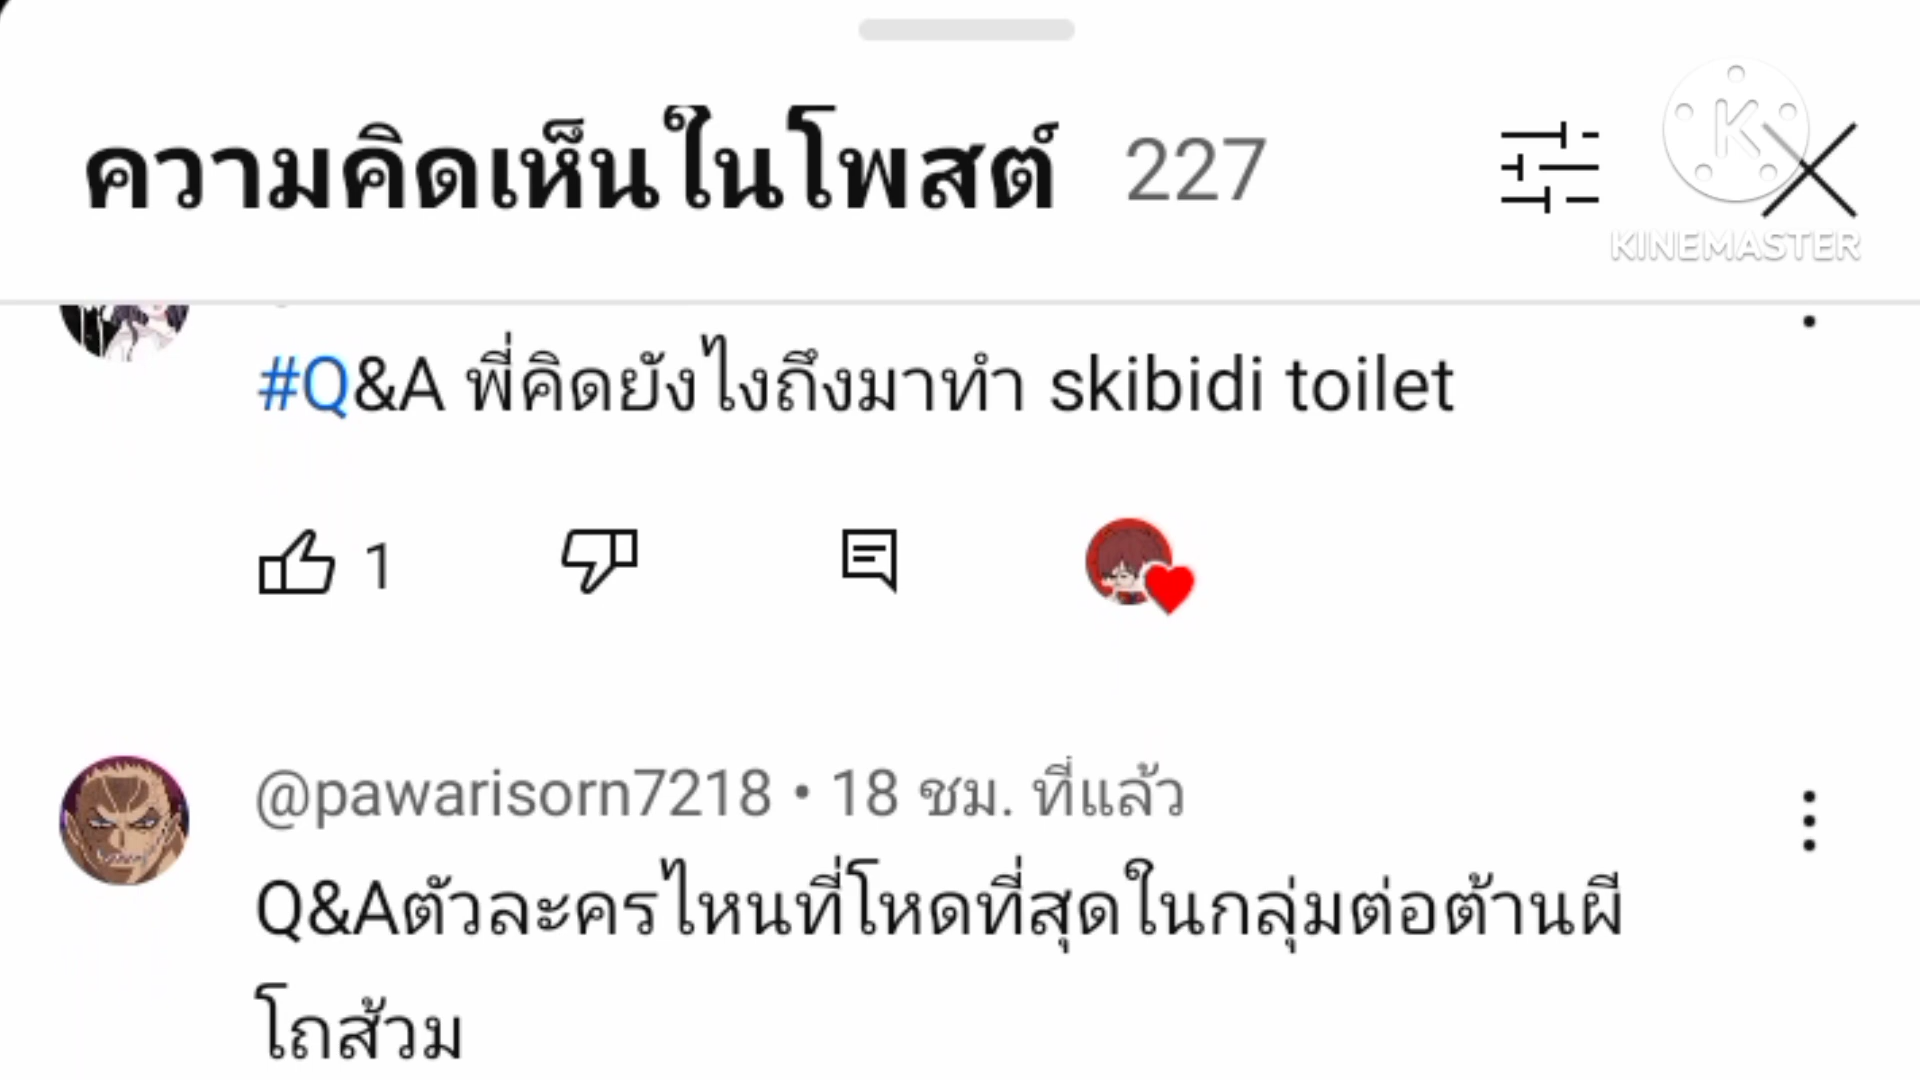 ความคิดเห็นในโพสต์ 227
KINEMASTER
#Q&A พี่คิดยังไงถึงมาทำ skibidi toilet
1
@pawarisorn7218 • 18 ชม. ที่แล้ว
Q&Aตัวละครไหนที่โหดที่สุดในกลุ่มต่อต้านผี
โถส้วม